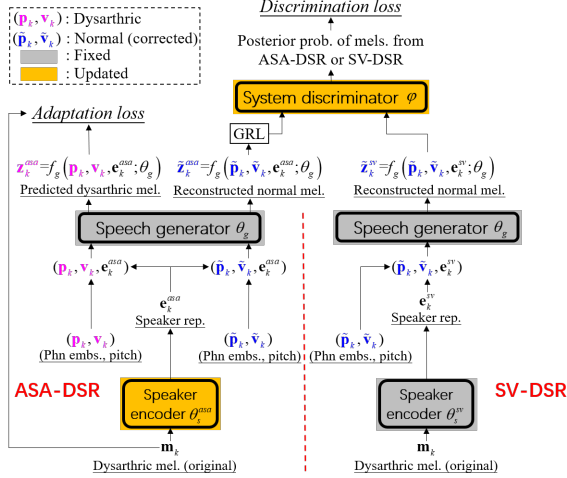 Discrimination loss
(p_k, v_k) : Dysarthric
(p̃_k, ṽ_k) : Normal (corrected)
: Fixed
: Updated
Posterior prob. of mels. from
ASA-DSR or SV-DSR
System discriminator φ
Adaptation loss
GRL
z_k^{asa}=f_g(p_k, v_k, e_k^{asa}; θ_g)
Predicted dysarthric mel.
z̃_k^{asa}=f_g(p̃_k, ṽ_k, e_k^{asa}; θ_g)
Reconstructed normal mel.
z̃_k^{sv}=f_g(p̃_k, ṽ_k, e_k^{sv}; θ_g)
Reconstructed normal mel.
Speech generator θ_g
Speech generator θ_g
(p_k, v_k, e_k^{asa})
(p̃_k, ṽ_k, e_k^{asa})
(p̃_k, ṽ_k, e_k^{sv})
e_k^{asa}
Speaker rep.
e_k^{sv}
Speaker rep.
(p_k, v_k)
(Phn embs., pitch)
(p̃_k, ṽ_k)
(Phn embs., pitch)
(p̃_k, ṽ_k)
(Phn embs., pitch)
ASA-DSR
Speaker
encoder θ_s^{asa}
Speaker
encoder θ_s^{sv}
SV-DSR
m_k
Dysarthric mel. (original)
m_k
Dysarthric mel. (original)